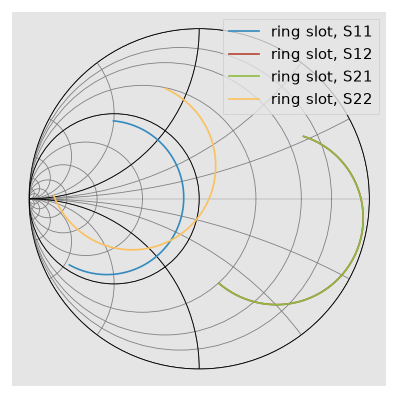 ring slot, S11
ring slot, S12
ring slot, S21
ring slot, S22